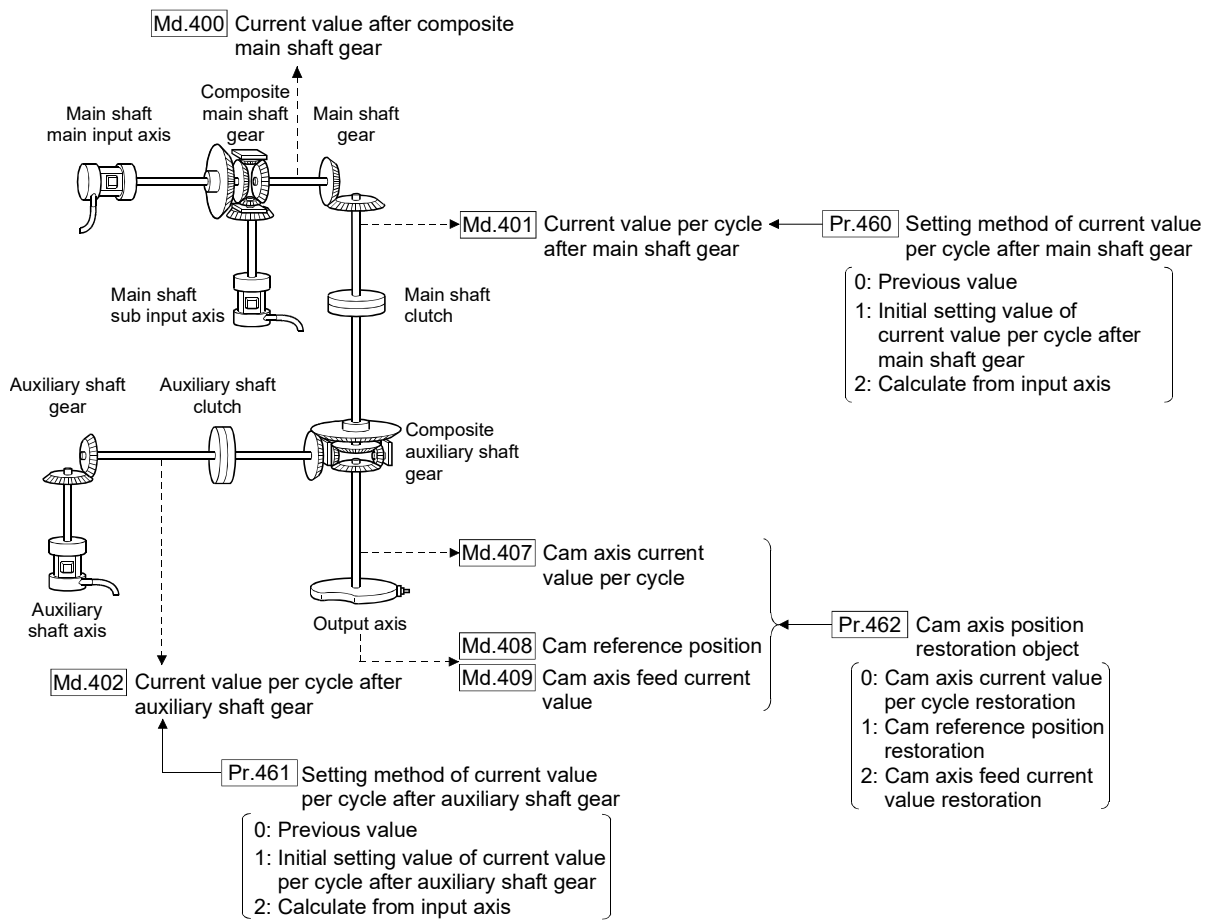 Md.400 Current value after composite
main shaft gear
Composite
main shaft
gear
Main shaft
main input axis
Main shaft
gear
Md.401 Current value per cycle
after main shaft gear
Pr.460 Setting method of current value
per cycle after main shaft gear
0: Previous value
1: Initial setting value of
current value per cycle after
main shaft gear
2: Calculate from input axis
Main shaft
sub input axis
Main shaft
clutch
Auxiliary shaft
gear
Auxiliary shaft
clutch
Composite
auxiliary shaft
gear
Auxiliary
shaft axis
Output axis
Md.407 Cam axis current
value per cycle
Md.408 Cam reference position
Md.409 Cam axis feed current
value
Pr.462 Cam axis position
restoration object
0: Cam axis current value
per cycle restoration
1: Cam reference position
restoration
2: Cam axis feed current
value restoration
Md.402 Current value per cycle after
auxiliary shaft gear
Pr.461 Setting method of current value
per cycle after auxiliary shaft gear
0: Previous value
1: Initial setting value of current value
per cycle after auxiliary shaft gear
2: Calculate from input axis